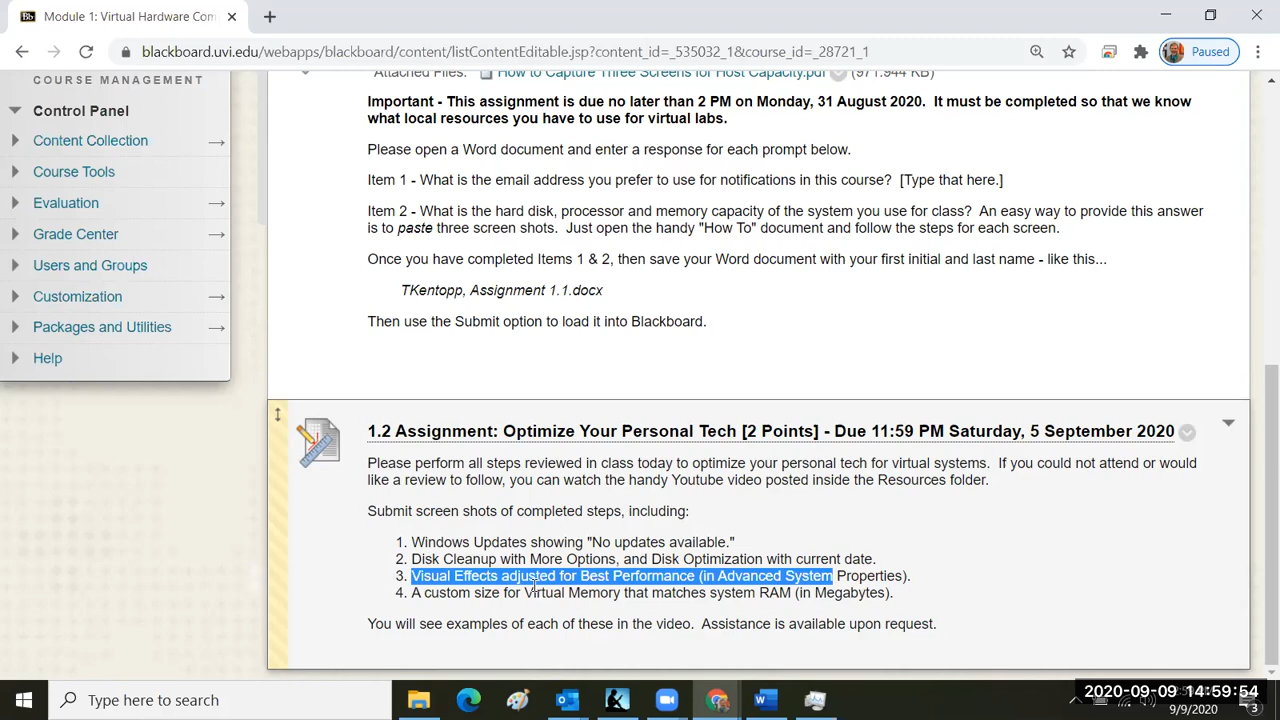 Module 1: Virtual Hardware Com
blackboard.uvi.edu/webapps/blackboard/content/listContentEditable.jsp?content_id=_535032_1&course_id=_28721_1
Paused
COURSE MANAGEMENT
Control Panel
Content Collection
Course Tools
Evaluation
Grade Center
Users and Groups
Customization
Packages and Utilities
Help
Attached Files: How to Capture Three Screens for Host Capacity.pdf (971.944 KB)
Important - This assignment is due no later than 2 PM on Monday, 31 August 2020. It must be completed so that we know
what local resources you have to use for virtual labs.
Please open a Word document and enter a response for each prompt below.
Item 1 - What is the email address you prefer to use for notifications in this course? [Type that here.]
Item 2 - What is the hard disk, processor and memory capacity of the system you use for class? An easy way to provide this answer
is to paste three screen shots. Just open the handy "How To" document and follow the steps for each screen.
Once you have completed Items 1 & 2, then save your Word document with your first initial and last name - like this...
TKentopp, Assignment 1.1.docx
Then use the Submit option to load it into Blackboard.
1.2 Assignment: Optimize Your Personal Tech [2 Points] - Due 11:59 PM Saturday, 5 September 2020
Please perform all steps reviewed in class today to optimize your personal tech for virtual systems. If you could not attend or would
like a review to follow, you can watch the handy Youtube video posted inside the Resources folder.
Submit screen shots of completed steps, including:
1. Windows Updates showing "No updates available."
2. Disk Cleanup with More Options, and Disk Optimization with current date.
3. Visual Effects adjusted for Best Performance (in Advanced System Properties).
4. A custom size for Virtual Memory that matches system RAM (in Megabytes).
You will see examples of each of these in the video. Assistance is available upon request.
Type here to search
2020-09-09 14:59:54
9/9/2020
3